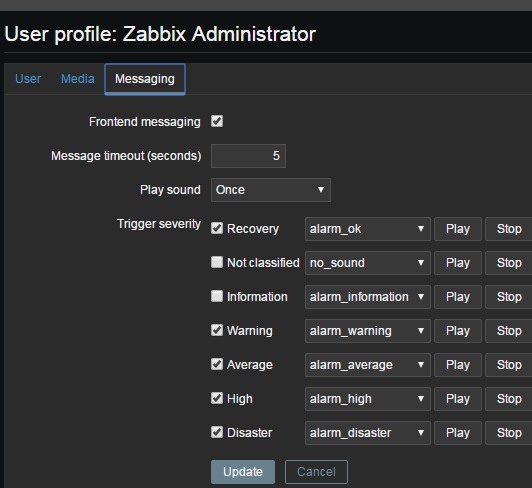 User profile: Zabbix Administrator
User Media Messaging
Frontend messaging
Message timeout (seconds) 5
Play sound Once
Trigger severity Recovery alarm_ok Play Stop
Not classified no_sound Play Stop
Information alarm_information Play Stop
Warning alarm_warning Play Stop
Average alarm_average Play Stop
High alarm_high Play Stop
Disaster alarm_disaster Play Stop
Update Cancel